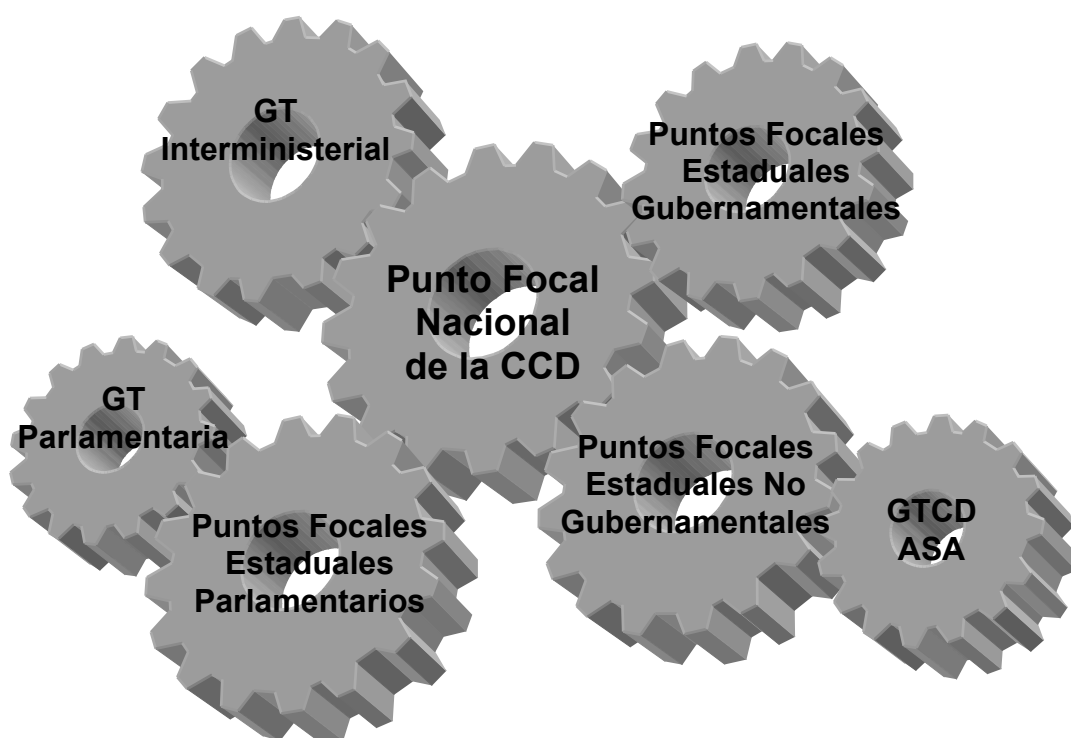 GT
Interministerial
Puntos Focales
Estaduales
Gubernamentales
Punto Focal
Nacional
de la CCD
GT
Parlamentaria
Puntos Focales
Estaduales No
Gubernamentales
GTCD
ASA
Puntos Focales
Estaduales
Parlamentarios